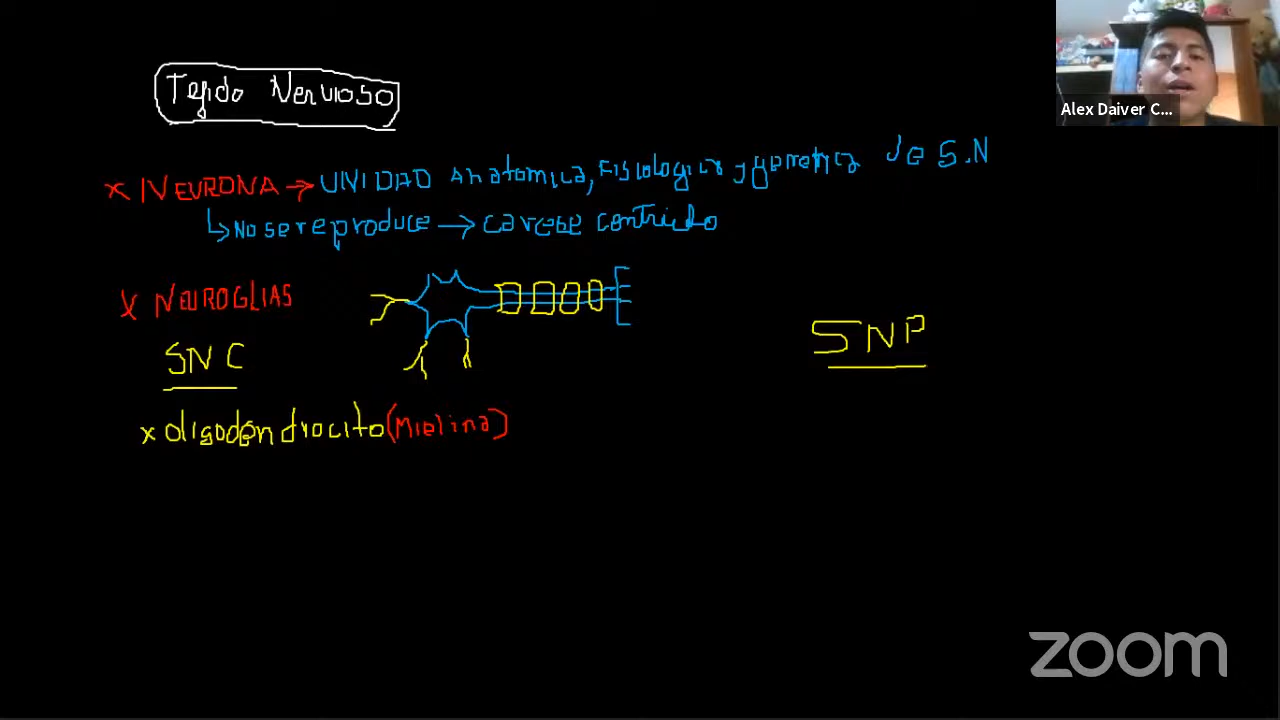 Tejido Nervioso
Alex Daiver C...
x NEURONA → UNIDAD Anatomica, Fisiologica y genetica de S.N
↳ No se reproduce → Carece centriolo
x NEUROGLIAS
SNC
SNP
x oligodendrocito (Mielina)
zoom